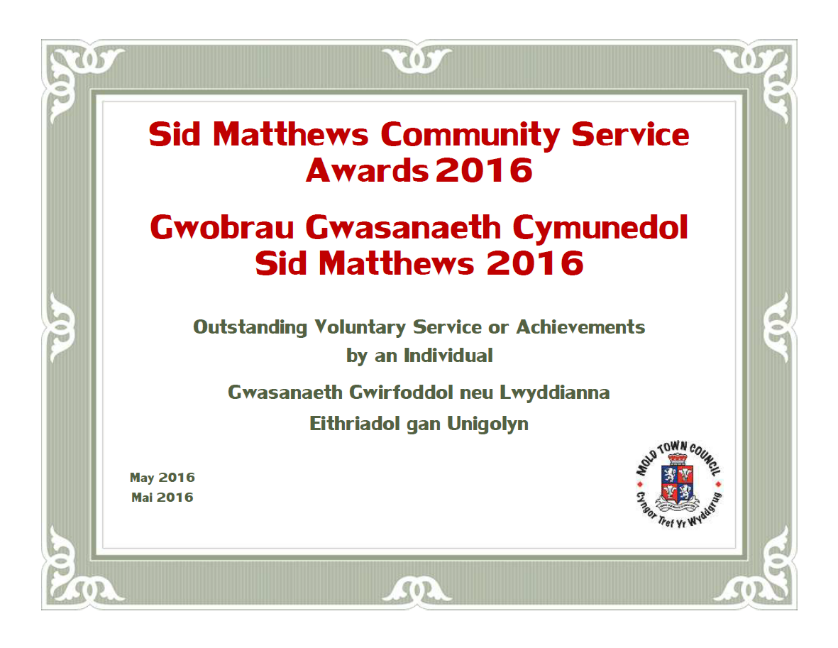 Sid Matthews Community Service
Awards 2016
Gwobrau Gwasanaeth Cymunedol
Sid Matthews 2016
Outstanding Voluntary Service or Achievements
by an Individual
Gwasanaeth Gwirfoddol neu Lwyddianna
Eithriadol gan Unigolyn
May 2016
Mai 2016
MOLD TOWN COUNCIL
Cyngor Tref Yr Wyddgrug